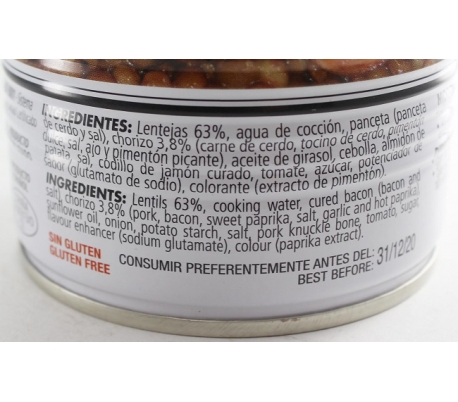 INGREDIENTES: Lentejas 63%, agua de cocción, panceta (panceta
de cerdo y sal), chorizo 3,8% (carne de cerdo, tocino de cerdo, pimentón
dulce, sal, ajo y pimentón picante), aceite de girasol, cebolla, almidón de
patata, sal, codillo de jamón curado, tomate, azúcar, potenciador de
sabor (glutamato de sodio), colorante (extracto de pimentón).
INGREDIENTS: Lentils 63%, cooking water, cured bacon (bacon and
salt), chorizo 3,8% (pork, bacon, sweet paprika, salt, garlic and hot paprika),
sunflower oil, onion, potato starch, salt, pork knuckle bone, tomato, sugar,
flavour enhancer (sodium glutamate), colour (paprika extract).
SIN GLUTEN
GLUTEN FREE
CONSUMIR PREFERENTEMENTE ANTES DEL: 31/12/20
BEST BEFORE: